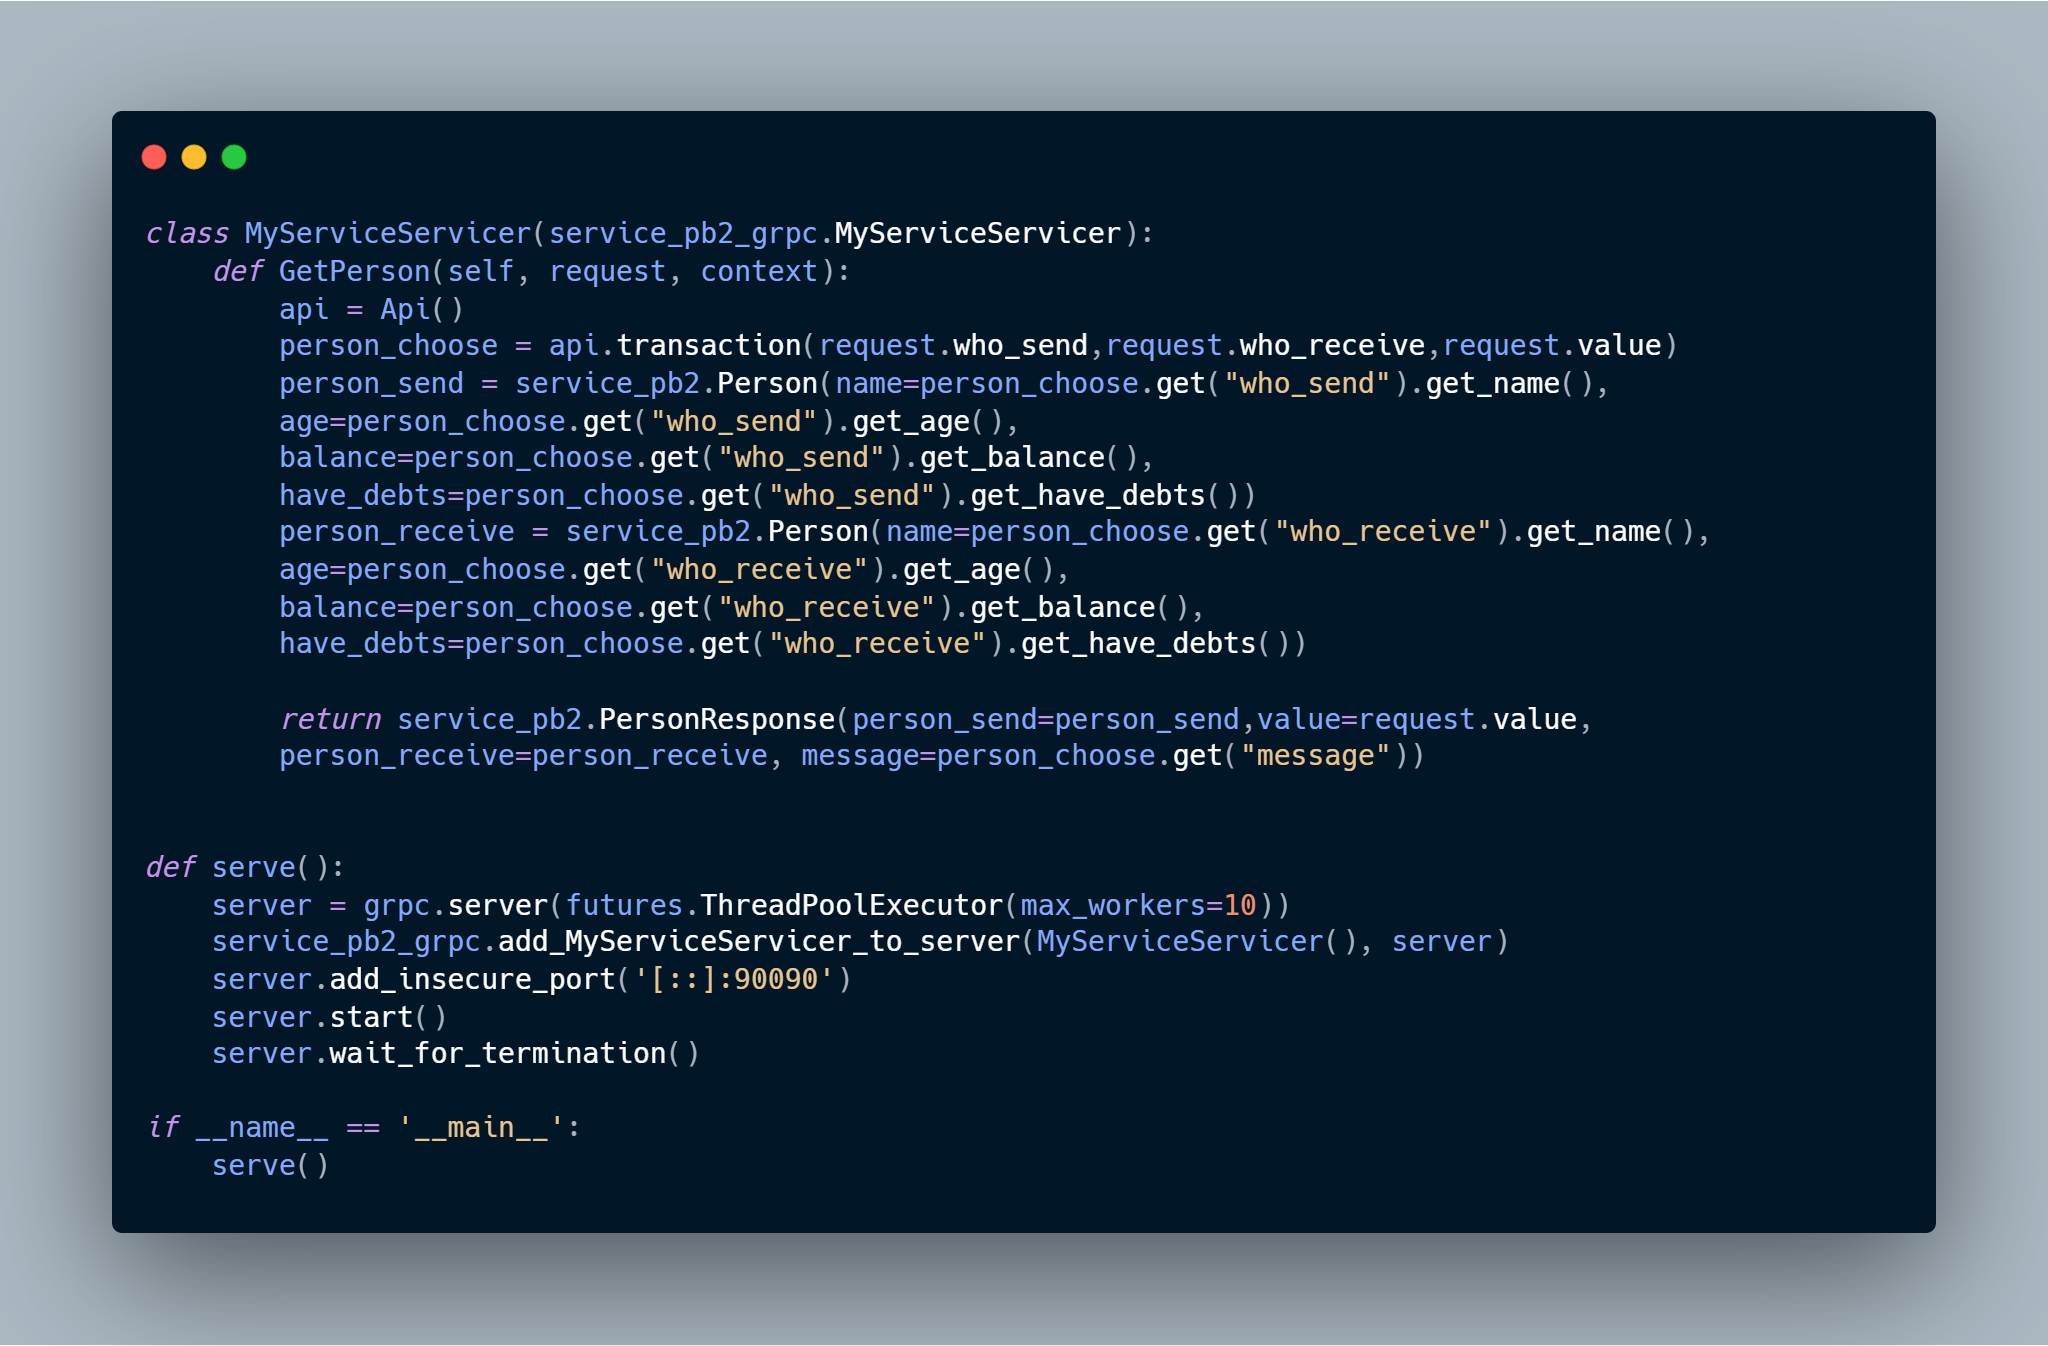 class MyServiceServicer(service_pb2_grpc.MyServiceServicer):
    def GetPerson(self, request, context):
        api = Api()
        person_choose = api.transaction(request.who_send,request.who_receive,request.value)
        person_send = service_pb2.Person(name=person_choose.get("who_send").get_name(),
        age=person_choose.get("who_send").get_age(),
        balance=person_choose.get("who_send").get_balance(),
        have_debts=person_choose.get("who_send").get_have_debts())
        person_receive = service_pb2.Person(name=person_choose.get("who_receive").get_name(),
        age=person_choose.get("who_receive").get_age(),
        balance=person_choose.get("who_receive").get_balance(),
        have_debts=person_choose.get("who_receive").get_have_debts())

        return service_pb2.PersonResponse(person_send=person_send,value=request.value,
        person_receive=person_receive, message=person_choose.get("message"))


def serve():
    server = grpc.server(futures.ThreadPoolExecutor(max_workers=10))
    service_pb2_grpc.add_MyServiceServicer_to_server(MyServiceServicer(), server)
    server.add_insecure_port('[::]:90090')
    server.start()
    server.wait_for_termination()

if __name__ == '__main__':
    serve()